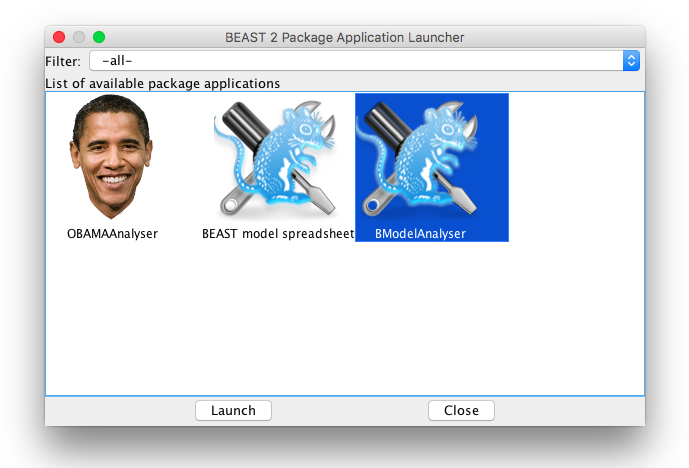 BEAST 2 Package Application Launcher
Filter: -all-
List of available package applications
OBAMAAnalyser BEAST model spreadsheet BModelAnalyser
Launch Close